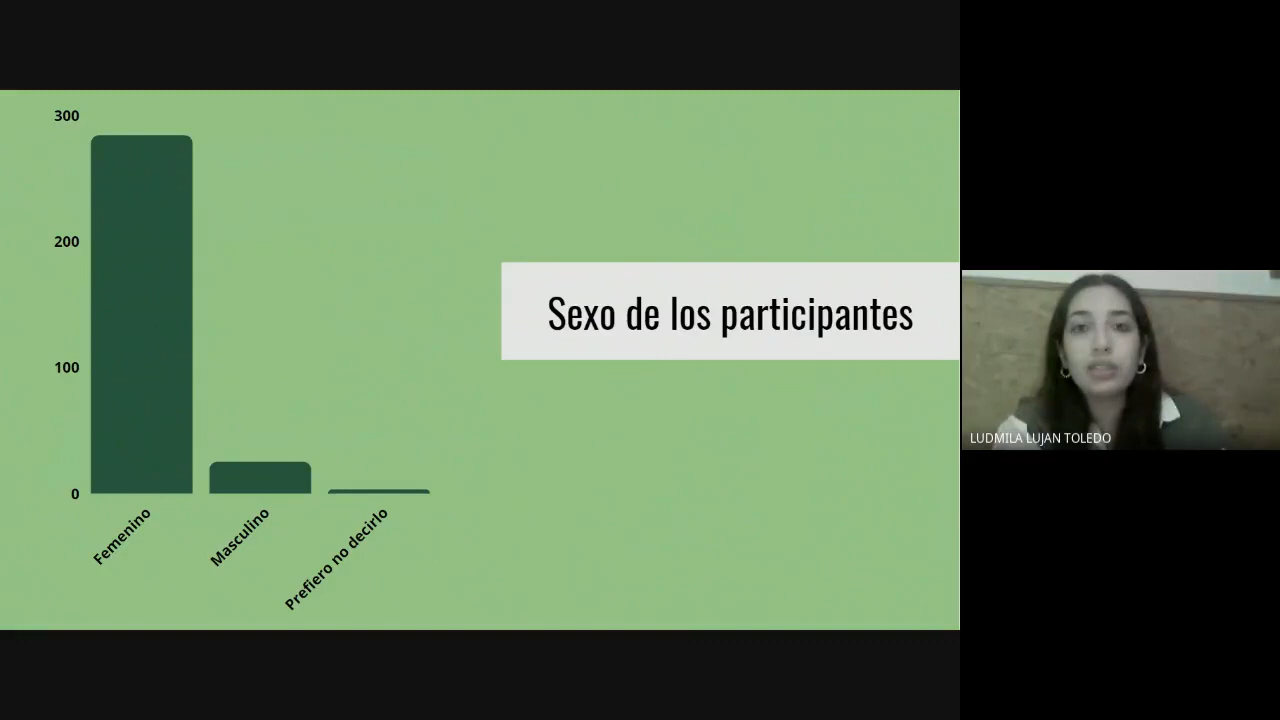 300
200
100
0
Femenino
Masculino
Prefiero no decirlo
Sexo de los participantes
LUDMILA LUJAN TOLEDO